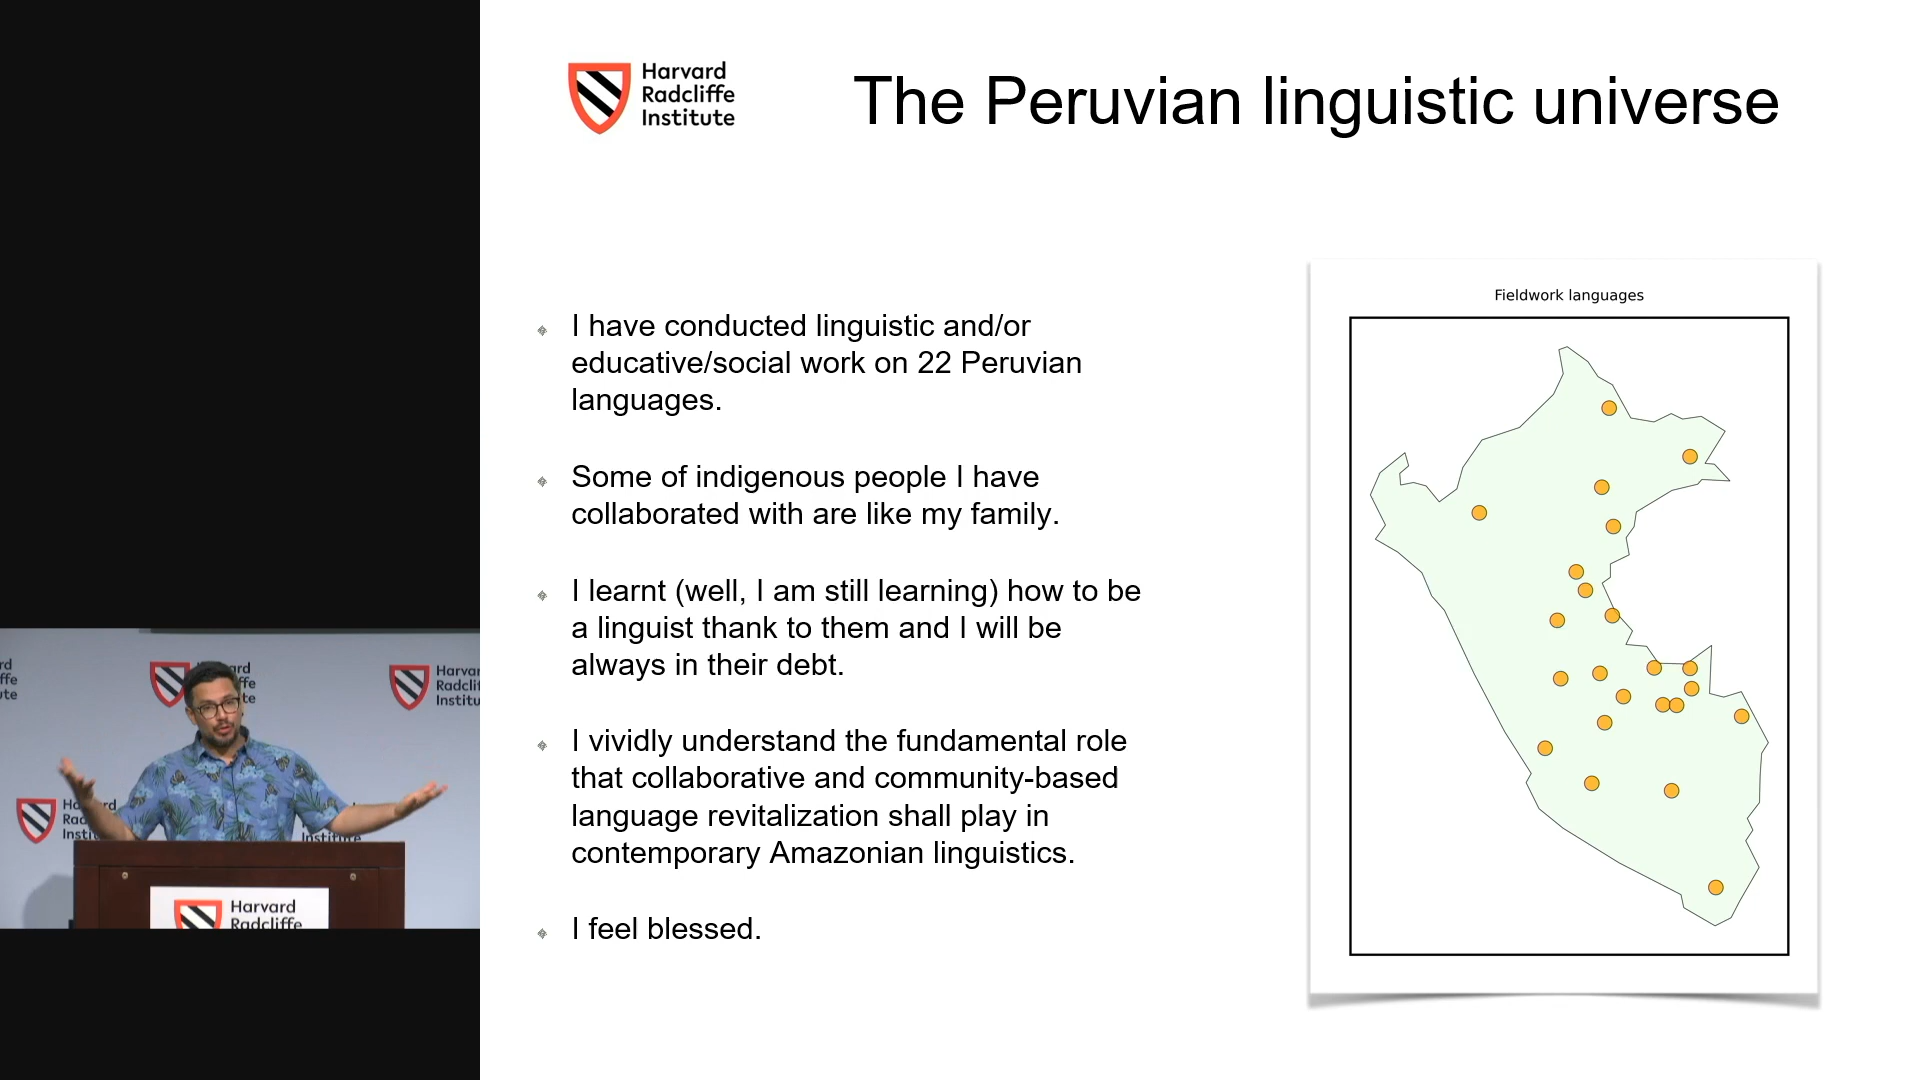 Harvard
Radcliffe
Institute
The Peruvian linguistic universe
I have conducted linguistic and/or
educative/social work on 22 Peruvian
languages.
Some of indigenous people I have
collaborated with are like my family.
I learnt (well, I am still learning) how to be
a linguist thank to them and I will be
always in their debt.
I vividly understand the fundamental role
that collaborative and community-based
language revitalization shall play in
contemporary Amazonian linguistics.
I feel blessed.
Fieldwork languages
Harvard
Radcliffe